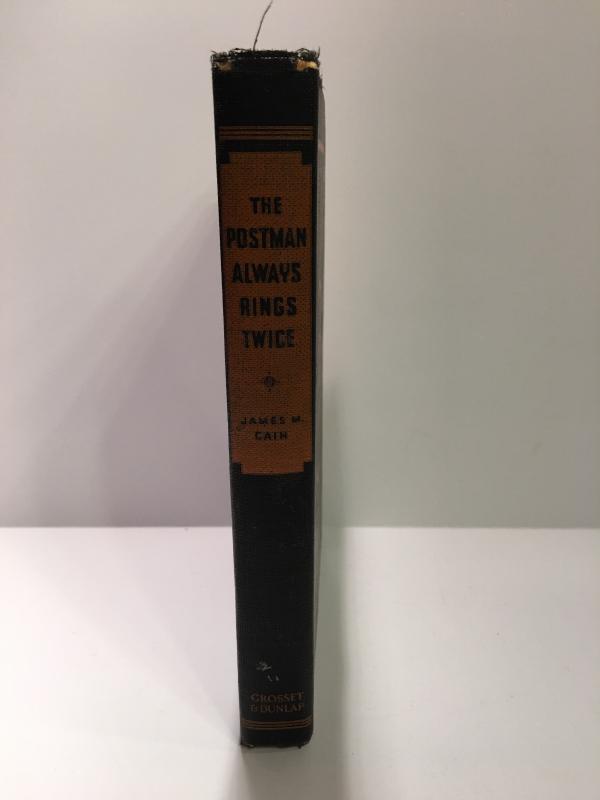 THE
POSTMAN
ALWAYS
RINGS
TWICE
JAMES M.
CAIN
GROSSET
& DUNLAP